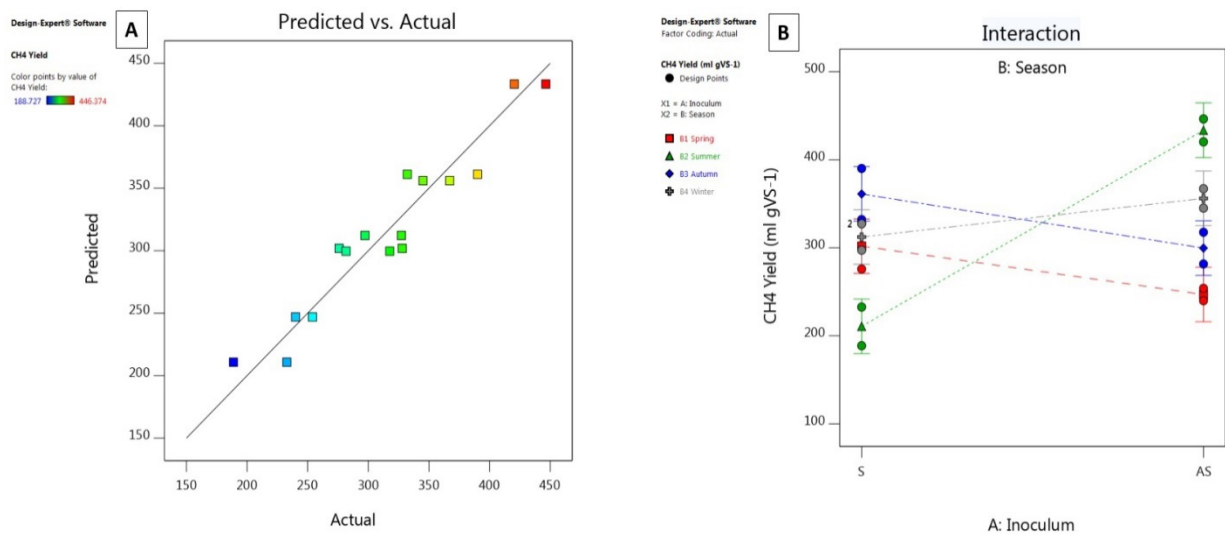 Design-Expert® Software
CH4 Yield
Color points by value of
CH4 Yield:
188.727 446.374
A
Predicted vs. Actual
450
400
350
300
250
200
150
Predicted
150 200 250 300 350 400 450
Actual
Design-Expert® Software
Factor Coding: Actual
CH4 Yield (ml gVS-1)
Design Points
X1 = A: Inoculum
X2 = B: Season
B1 Spring
B2 Summer
B3 Autumn
B4 Winter
B
Interaction
B: Season
500
400
300
200
100
CH4 Yield (ml gVS-1)
2
S AS
A: Inoculum